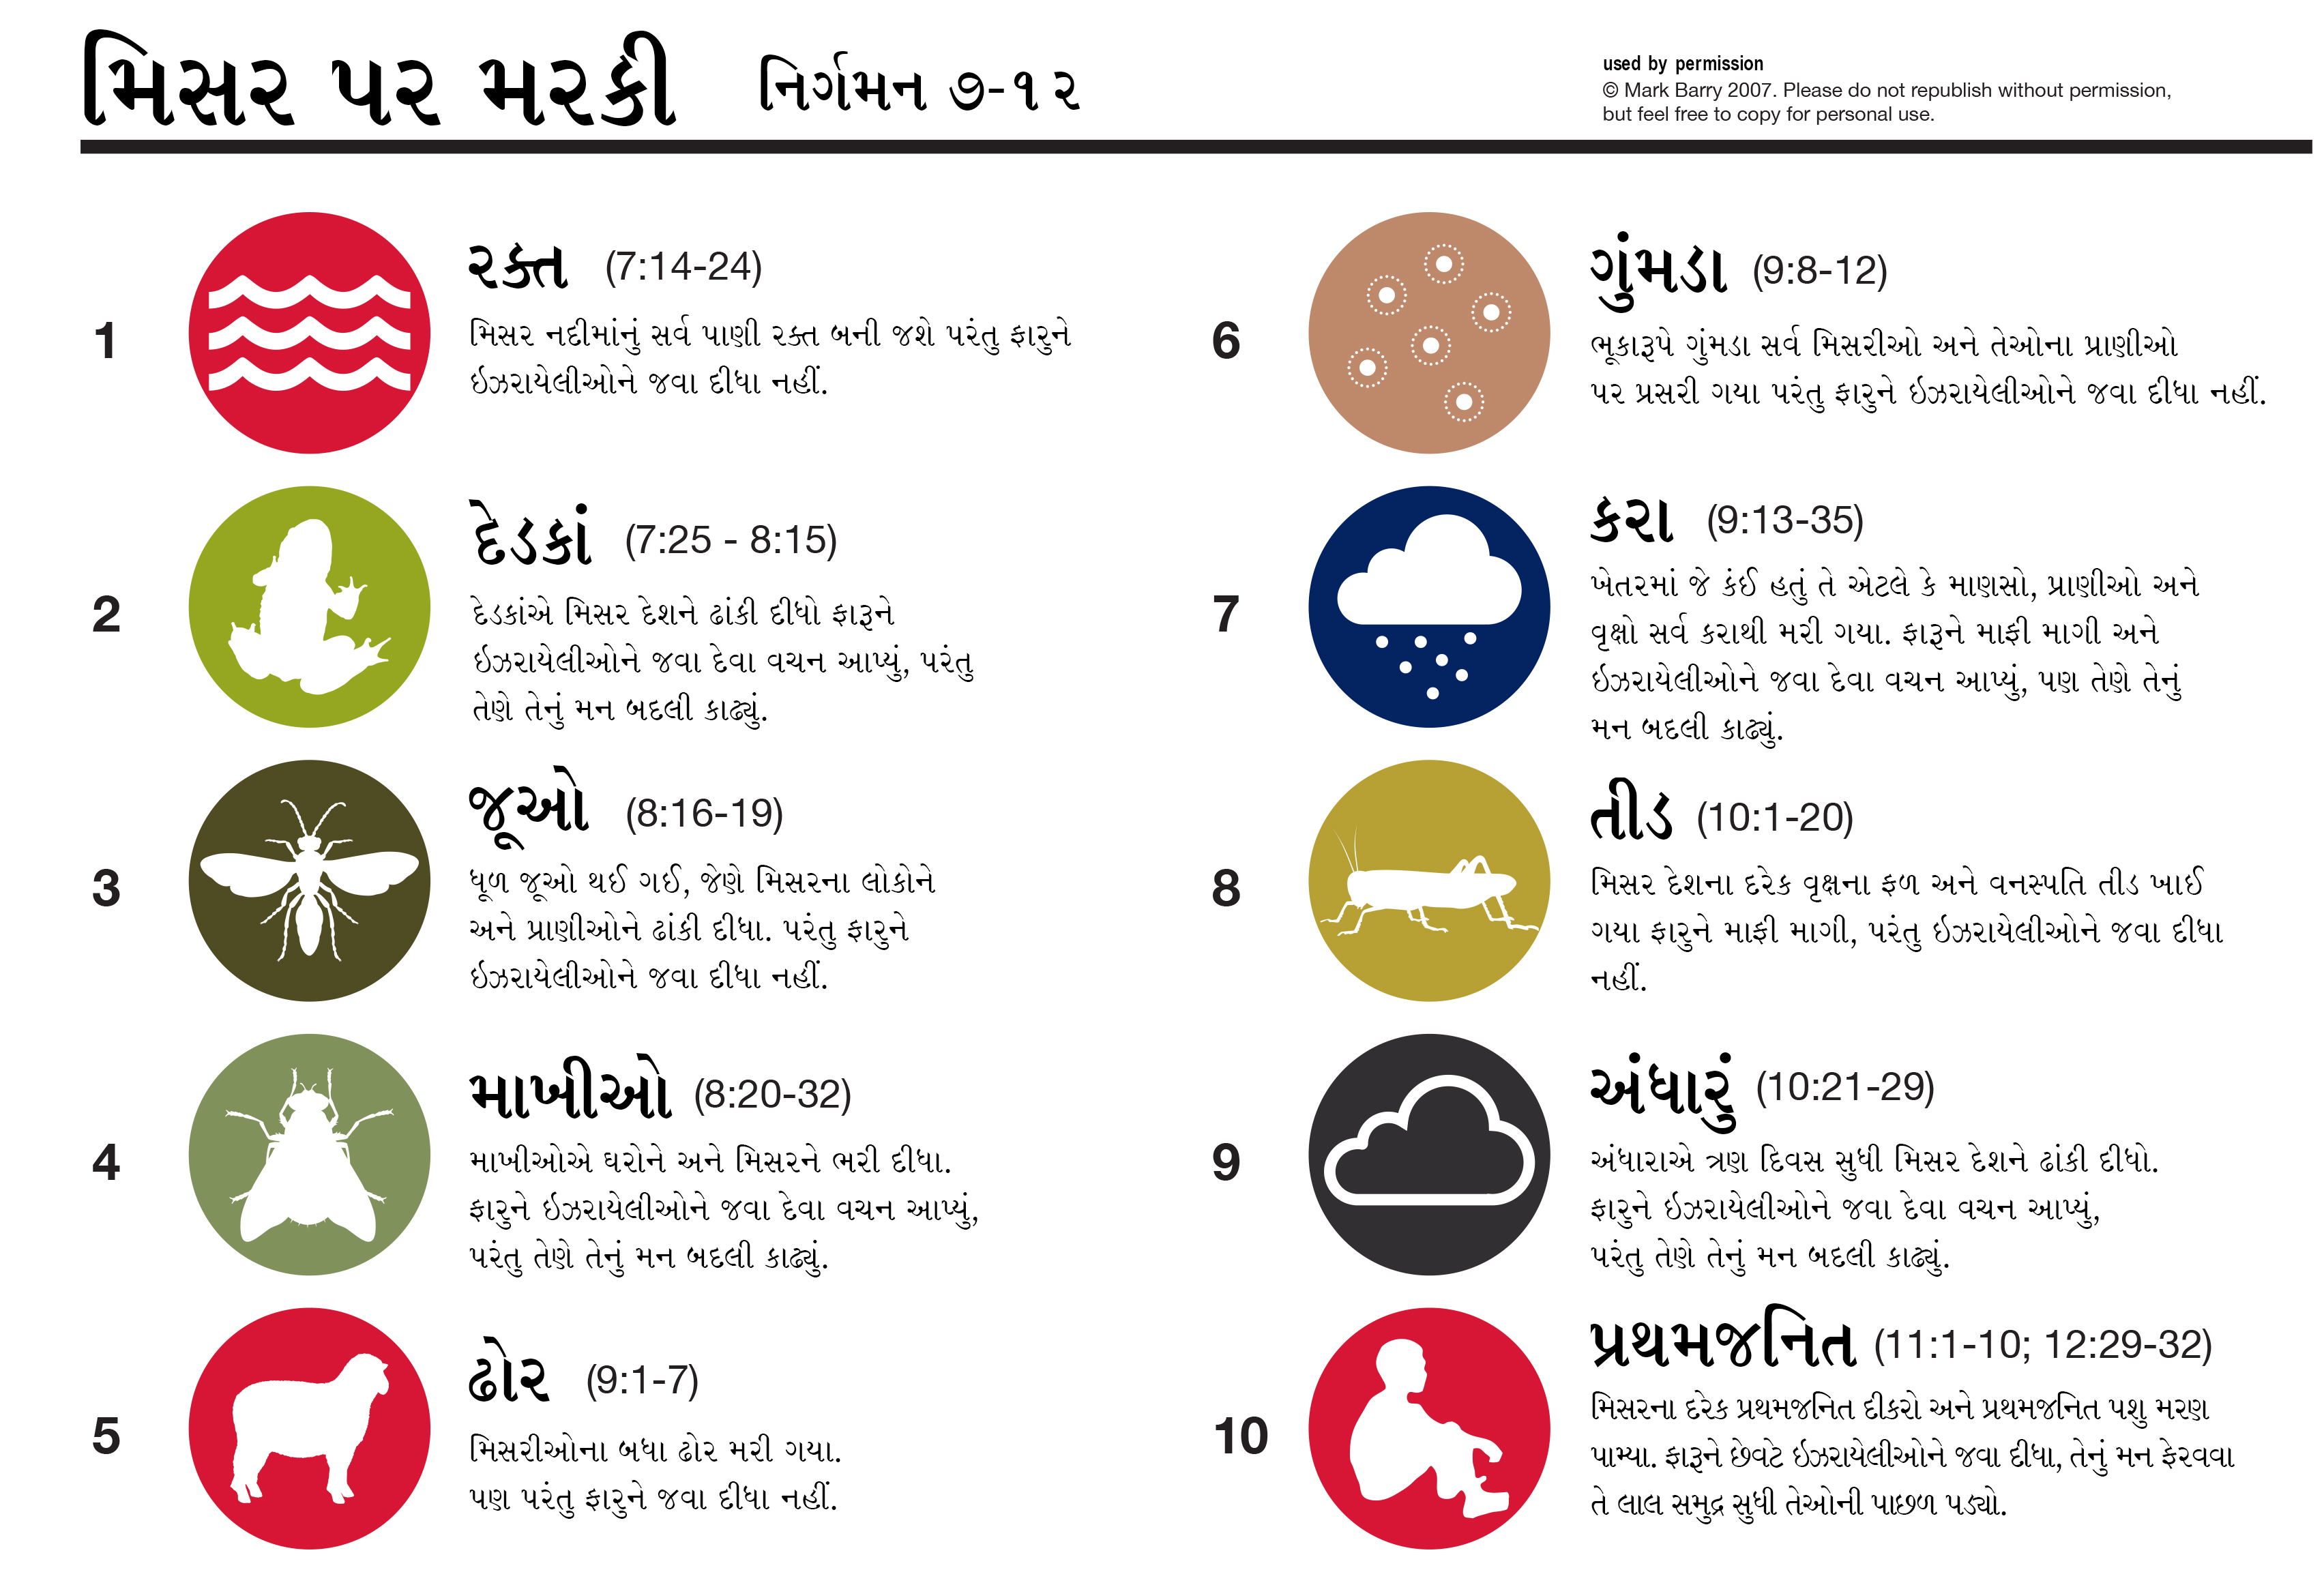 મિસર પર મરકી નિર્ગમન ૭-૧૨
used by permission
© Mark Barry 2007. Please do not republish without permission,
but feel free to copy for personal use.
1
રક્ત (7:14-24)
મિસર નદીમાંનું સર્વ પાણી રક્ત બની જશે પરંતુ ફારુને
ઇઝરાયેલીઓને જવા દીધા નહીં.
2
દેડકાં (7:25 - 8:15)
દેડકાંએ મિસર દેશને ઢાંકી દીધો ફારૂને
ઇઝરાયેલીઓને જવા દેવા વચન આપ્યું, પરંતુ
તેણે તેનું મન બદલી કાઢ્યું.
3
જૂઓ (8:16-19)
ધૂળ જૂઓ થઈ ગઈ, જેણે મિસરના લોકોને
અને પ્રાણીઓને ઢાંકી દીધા. પરંતુ ફારુને
ઇઝરાયેલીઓને જવા દીધા નહીં.
4
માખીઓ (8:20-32)
માખીઓએ ઘરોને અને મિસરને ભરી દીધા.
ફારુને ઇઝરાયેલીઓને જવા દેવા વચન આપ્યું,
પરંતુ તેણે તેનું મન બદલી કાઢ્યું.
5
ઢોર (9:1-7)
મિસરીઓના બધા ઢોર મરી ગયા.
પણ પરંતુ ફારુને જવા દીધા નહીં.
6
ગુંમડા (9:8-12)
ભૂકારૂપે ગુંમડા સર્વ મિસરીઓ અને તેઓના પ્રાણીઓ
પર પ્રસરી ગયા પરંતુ ફારુને ઇઝરાયેલીઓને જવા દીધા નહીં.
7
કરા (9:13-35)
ખેતરમાં જે કંઈ હતું તે એટલે કે માણસો, પ્રાણીઓ અને
વૃક્ષો સર્વ કરાથી મરી ગયા. ફારૂને માફી માગી અને
ઇઝરાયેલીઓને જવા દેવા વચન આપ્યું, પણ તેણે તેનું
મન બદલી કાઢ્યું.
8
તીડ (10:1-20)
મિસર દેશના દરેક વૃક્ષના ફળ અને વનસ્પતિ તીડ ખાઈ
ગયા ફારુને માફી માગી, પરંતુ ઇઝરાયેલીઓને જવા દીધા
નહીં.
9
અંધારું (10:21-29)
અંધારાએ ત્રણ દિવસ સુધી મિસર દેશને ઢાંકી દીધો.
ફારુને ઇઝરાયેલીઓને જવા દેવા વચન આપ્યું,
પરંતુ તેણે તેનું મન બદલી કાઢ્યું.
10
પ્રથમજનિત (11:1-10; 12:29-32)
મિસરના દરેક પ્રથમજનિત દીકરો અને પ્રથમજનિત પશુ મરણ
પામ્યા. ફારૂને છેવટે ઇઝરાયેલીઓને જવા દીધા, તેનું મન ફેરવવા
તે લાલ સમુદ્ર સુધી તેઓની પાછળ પડ્યો.